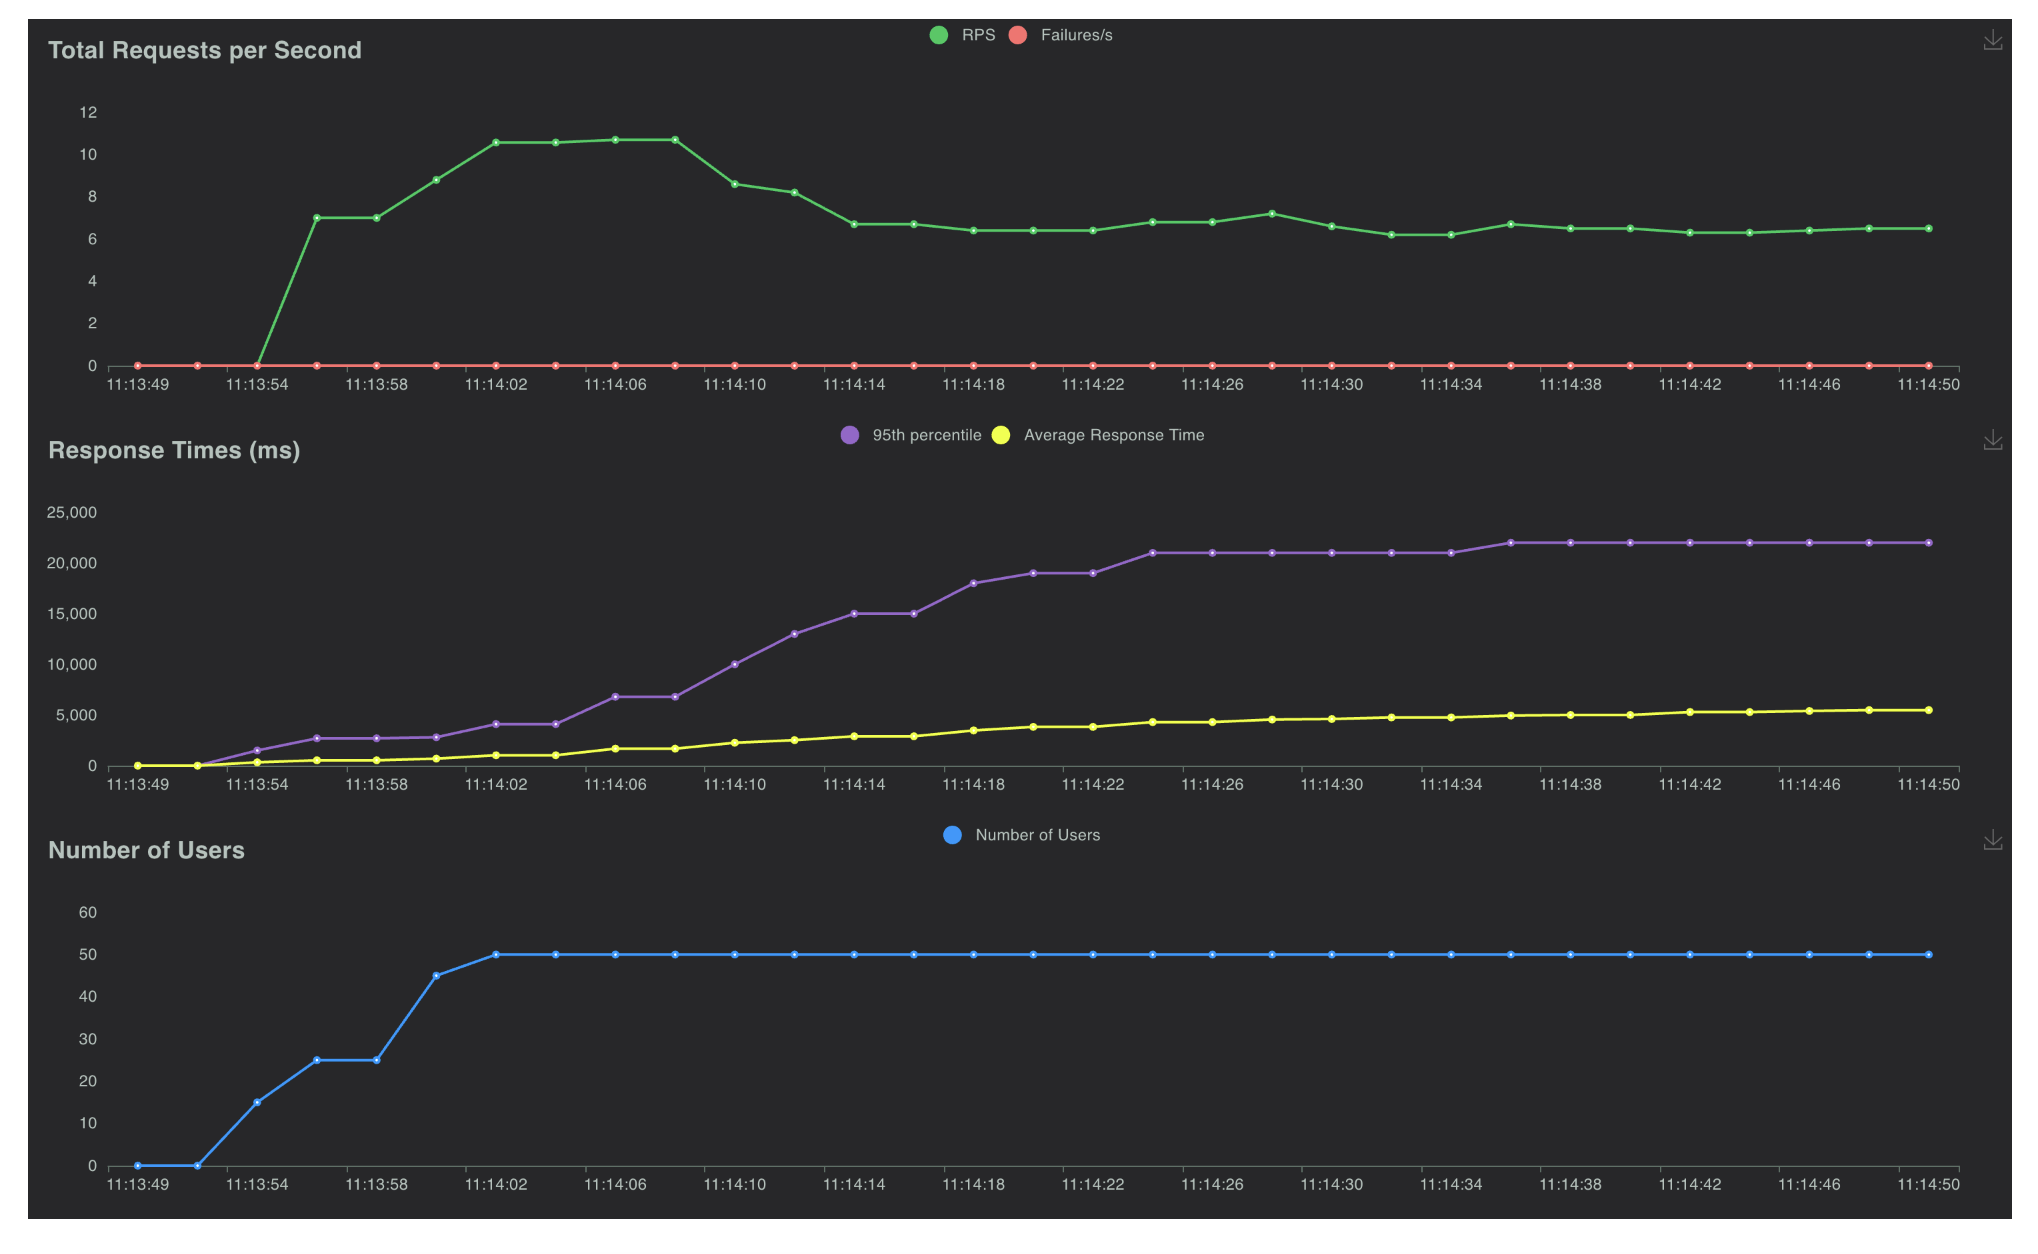 RPS Failures/s
Total Requests per Second
12
10
8
6
4
2
0
11:13:49 11:13:54 11:13:58 11:14:02 11:14:06 11:14:10 11:14:14 11:14:18 11:14:22 11:14:26 11:14:30 11:14:34 11:14:38 11:14:42 11:14:46 11:14:50
95th percentile Average Response Time
Response Times (ms)
25,000
20,000
15,000
10,000
5,000
0
11:13:49 11:13:54 11:13:58 11:14:02 11:14:06 11:14:10 11:14:14 11:14:18 11:14:22 11:14:26 11:14:30 11:14:34 11:14:38 11:14:42 11:14:46 11:14:50
Number of Users
Number of Users
60
50
40
30
20
10
0
11:13:49 11:13:54 11:13:58 11:14:02 11:14:06 11:14:10 11:14:14 11:14:18 11:14:22 11:14:26 11:14:30 11:14:34 11:14:38 11:14:42 11:14:46 11:14:50